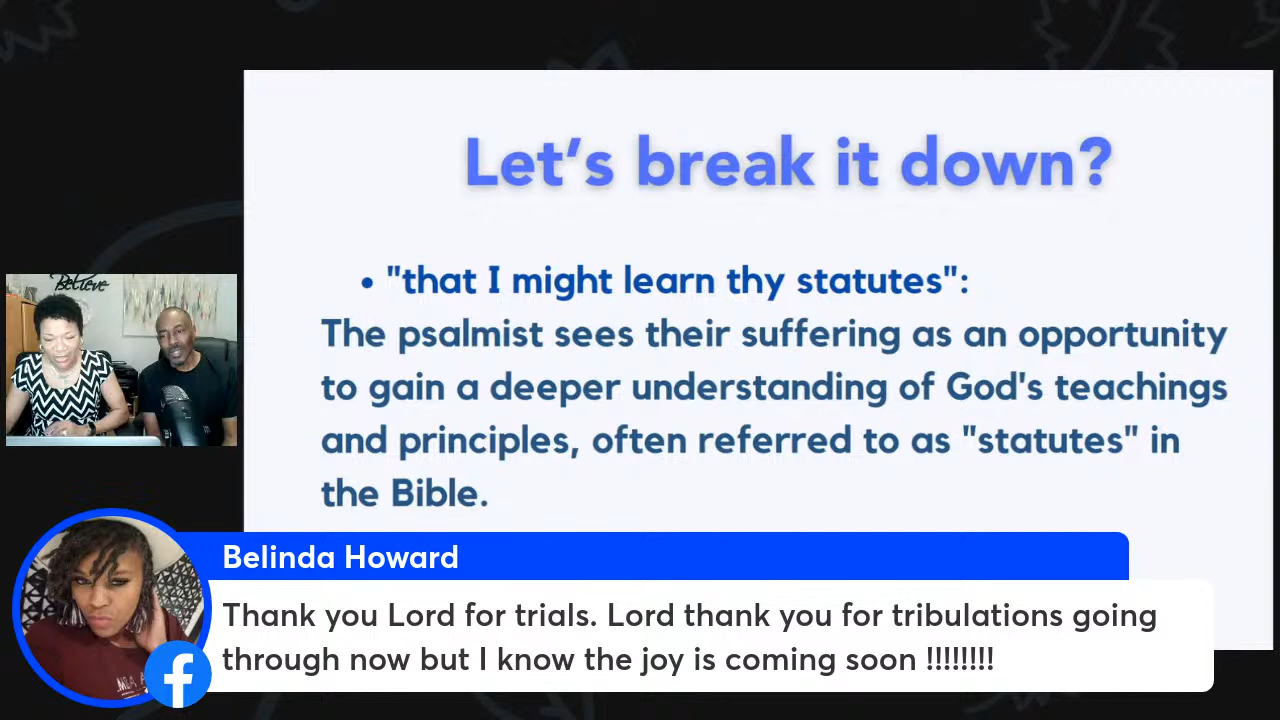 Let's break it down?
• "that I might learn thy statutes":
The psalmist sees their suffering as an opportunity
to gain a deeper understanding of God's teachings
and principles, often referred to as "statutes" in
the Bible.
Believe
Belinda Howard
Thank you Lord for trials. Lord thank you for tribulations going
through now but I know the joy is coming soon !!!!!!!!